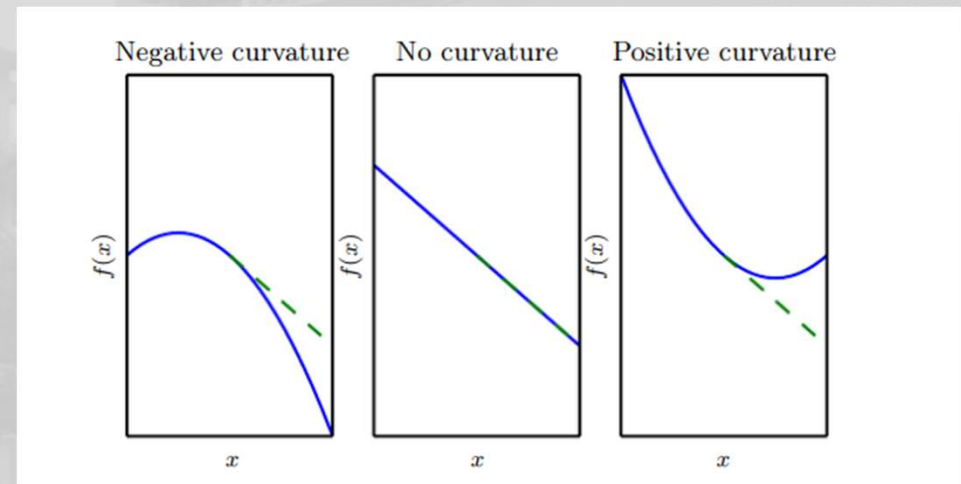 Negative curvature
No curvature
Positive curvature
f(x)
f(x)
f(x)
x
x
x